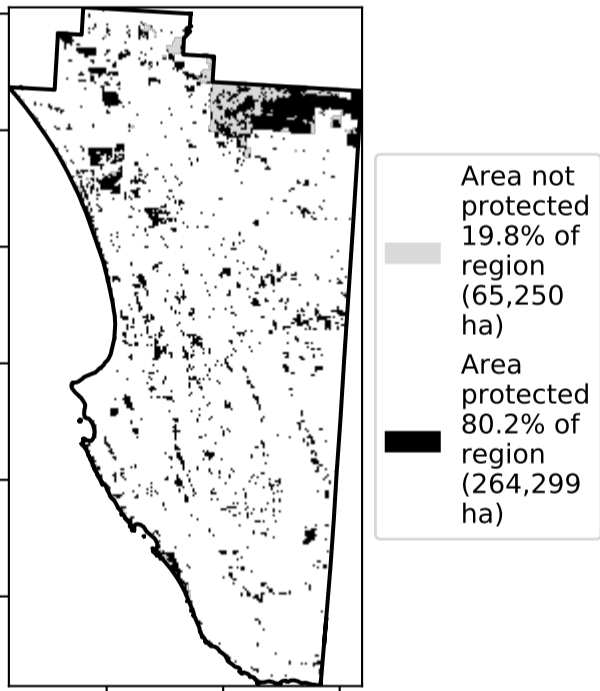 Area not
protected
19.8% of
region
(65,250
ha)
Area
protected
80.2% of
region
(264,299
ha)